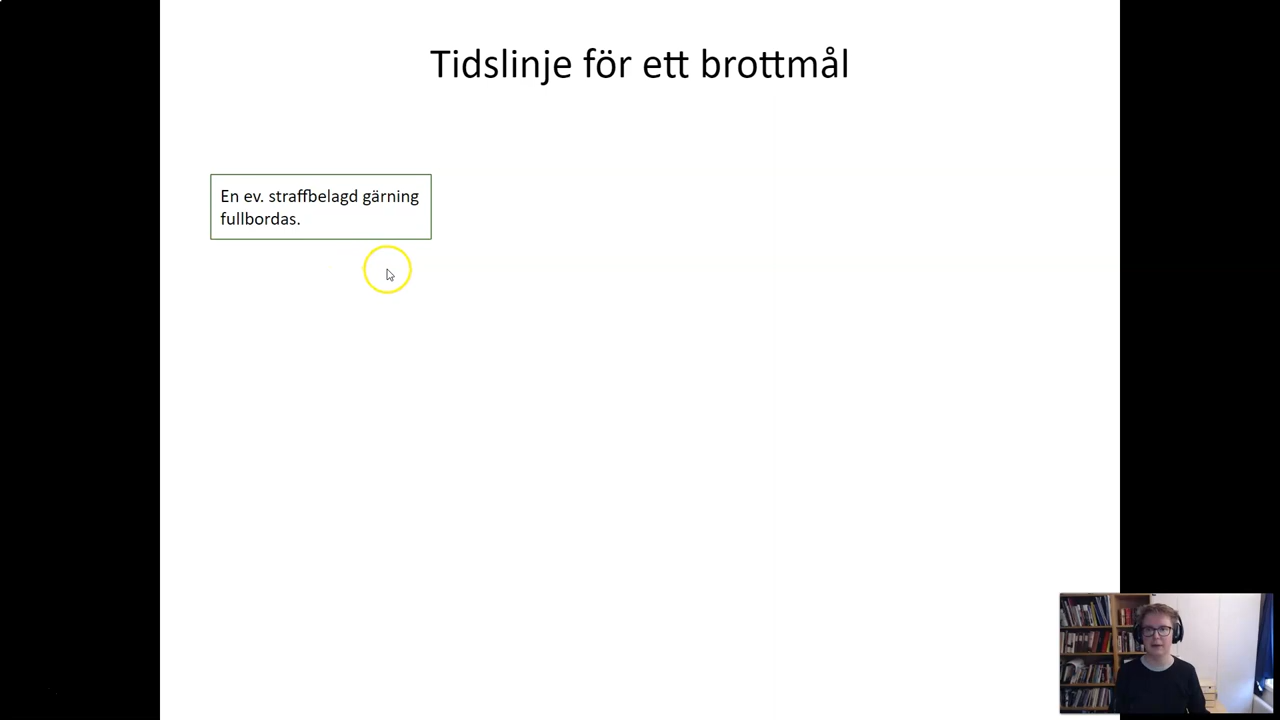 Tidslinje för ett brottmål
En ev. straffbelagd gärning
fullbordas.